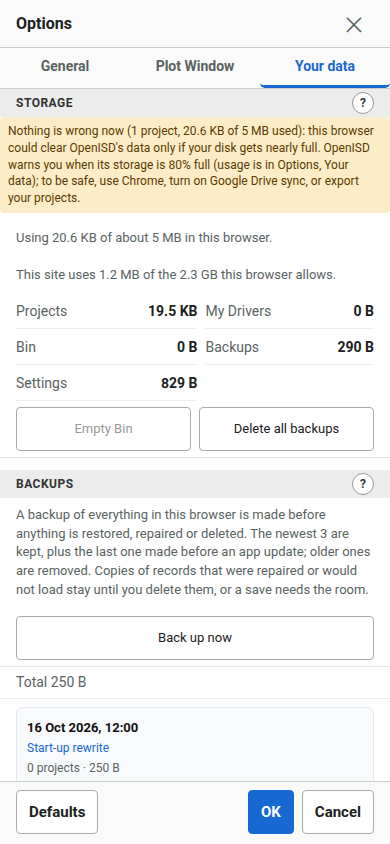 Options
General Plot Window Your data
STORAGE ?
Nothing is wrong now (1 project, 20.6 KB of 5 MB used): this browser
could clear OpenISD's data only if your disk gets nearly full. OpenISD
warns you when its storage is 80% full (usage is in Options, Your
data); to be safe, use Chrome, turn on Google Drive sync, or export
your projects.
Using 20.6 KB of about 5 MB in this browser.
This site uses 1.2 MB of the 2.3 GB this browser allows.
Projects 19.5 KB My Drivers 0 B
Bin 0 B Backups 290 B
Settings 829 B
Empty Bin Delete all backups
BACKUPS ?
A backup of everything in this browser is made before
anything is restored, repaired or deleted. The newest 3 are
kept, plus the last one made before an app update; older ones
are removed. Copies of records that were repaired or would
not load stay until you delete them, or a save needs the room.
Back up now
Total 250 B
16 Oct 2026, 12:00
Start-up rewrite
0 projects · 250 B
Defaults OK Cancel